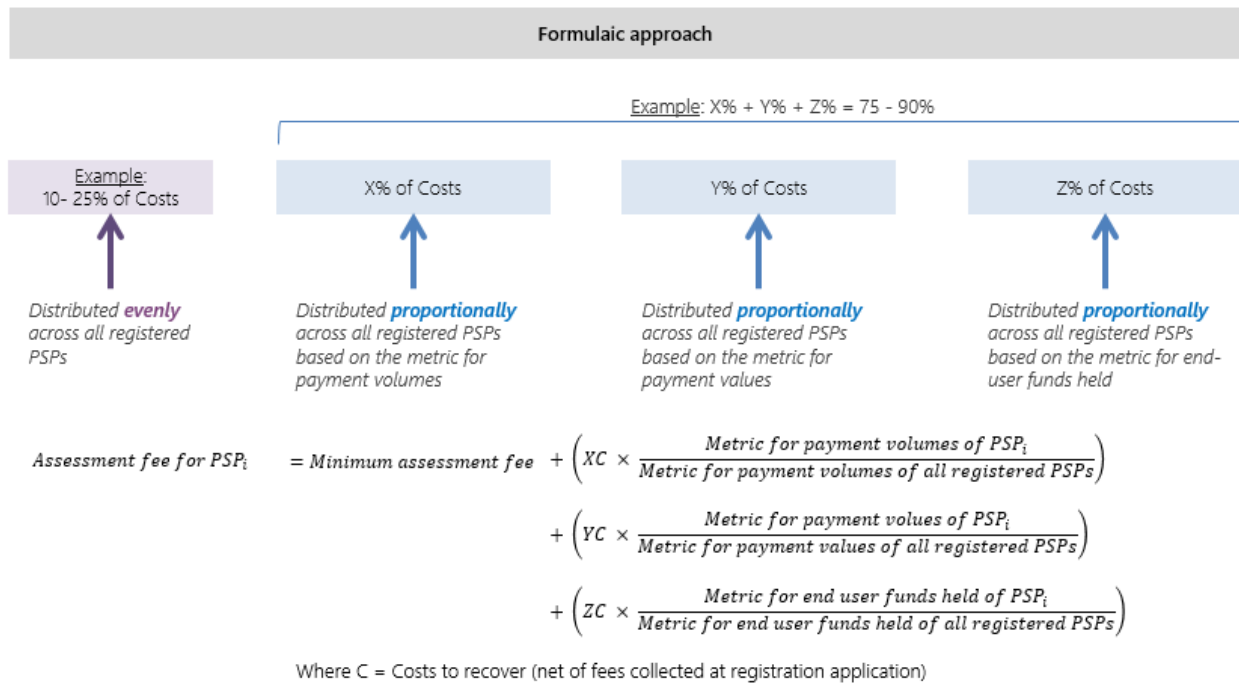 Formulaic approach
Example: X% + Y% + Z% = 75 - 90%
Example:
10- 25% of Costs
X% of Costs
Y% of Costs
Z% of Costs
Distributed evenly
across all registered
PSPs
Distributed proportionally
across all registered PSPs
based on the metric for
payment volumes
Distributed proportionally
across all registered PSPs
based on the metric for
payment values
Distributed proportionally
across all registered PSPs
based on the metric for end-
user funds held
Assessment fee for PSPᵢ = Minimum assessment fee + (XC × Metric for payment volumes of PSPᵢ / Metric for payment volumes of all registered PSPs)
+ (YC × Metric for payment volues of PSPᵢ / Metric for payment values of all registered PSPs)
+ (ZC × Metric for end user funds held of PSPᵢ / Metric for end user funds held of all registered PSPs)
Where C = Costs to recover (net of fees collected at registration application)